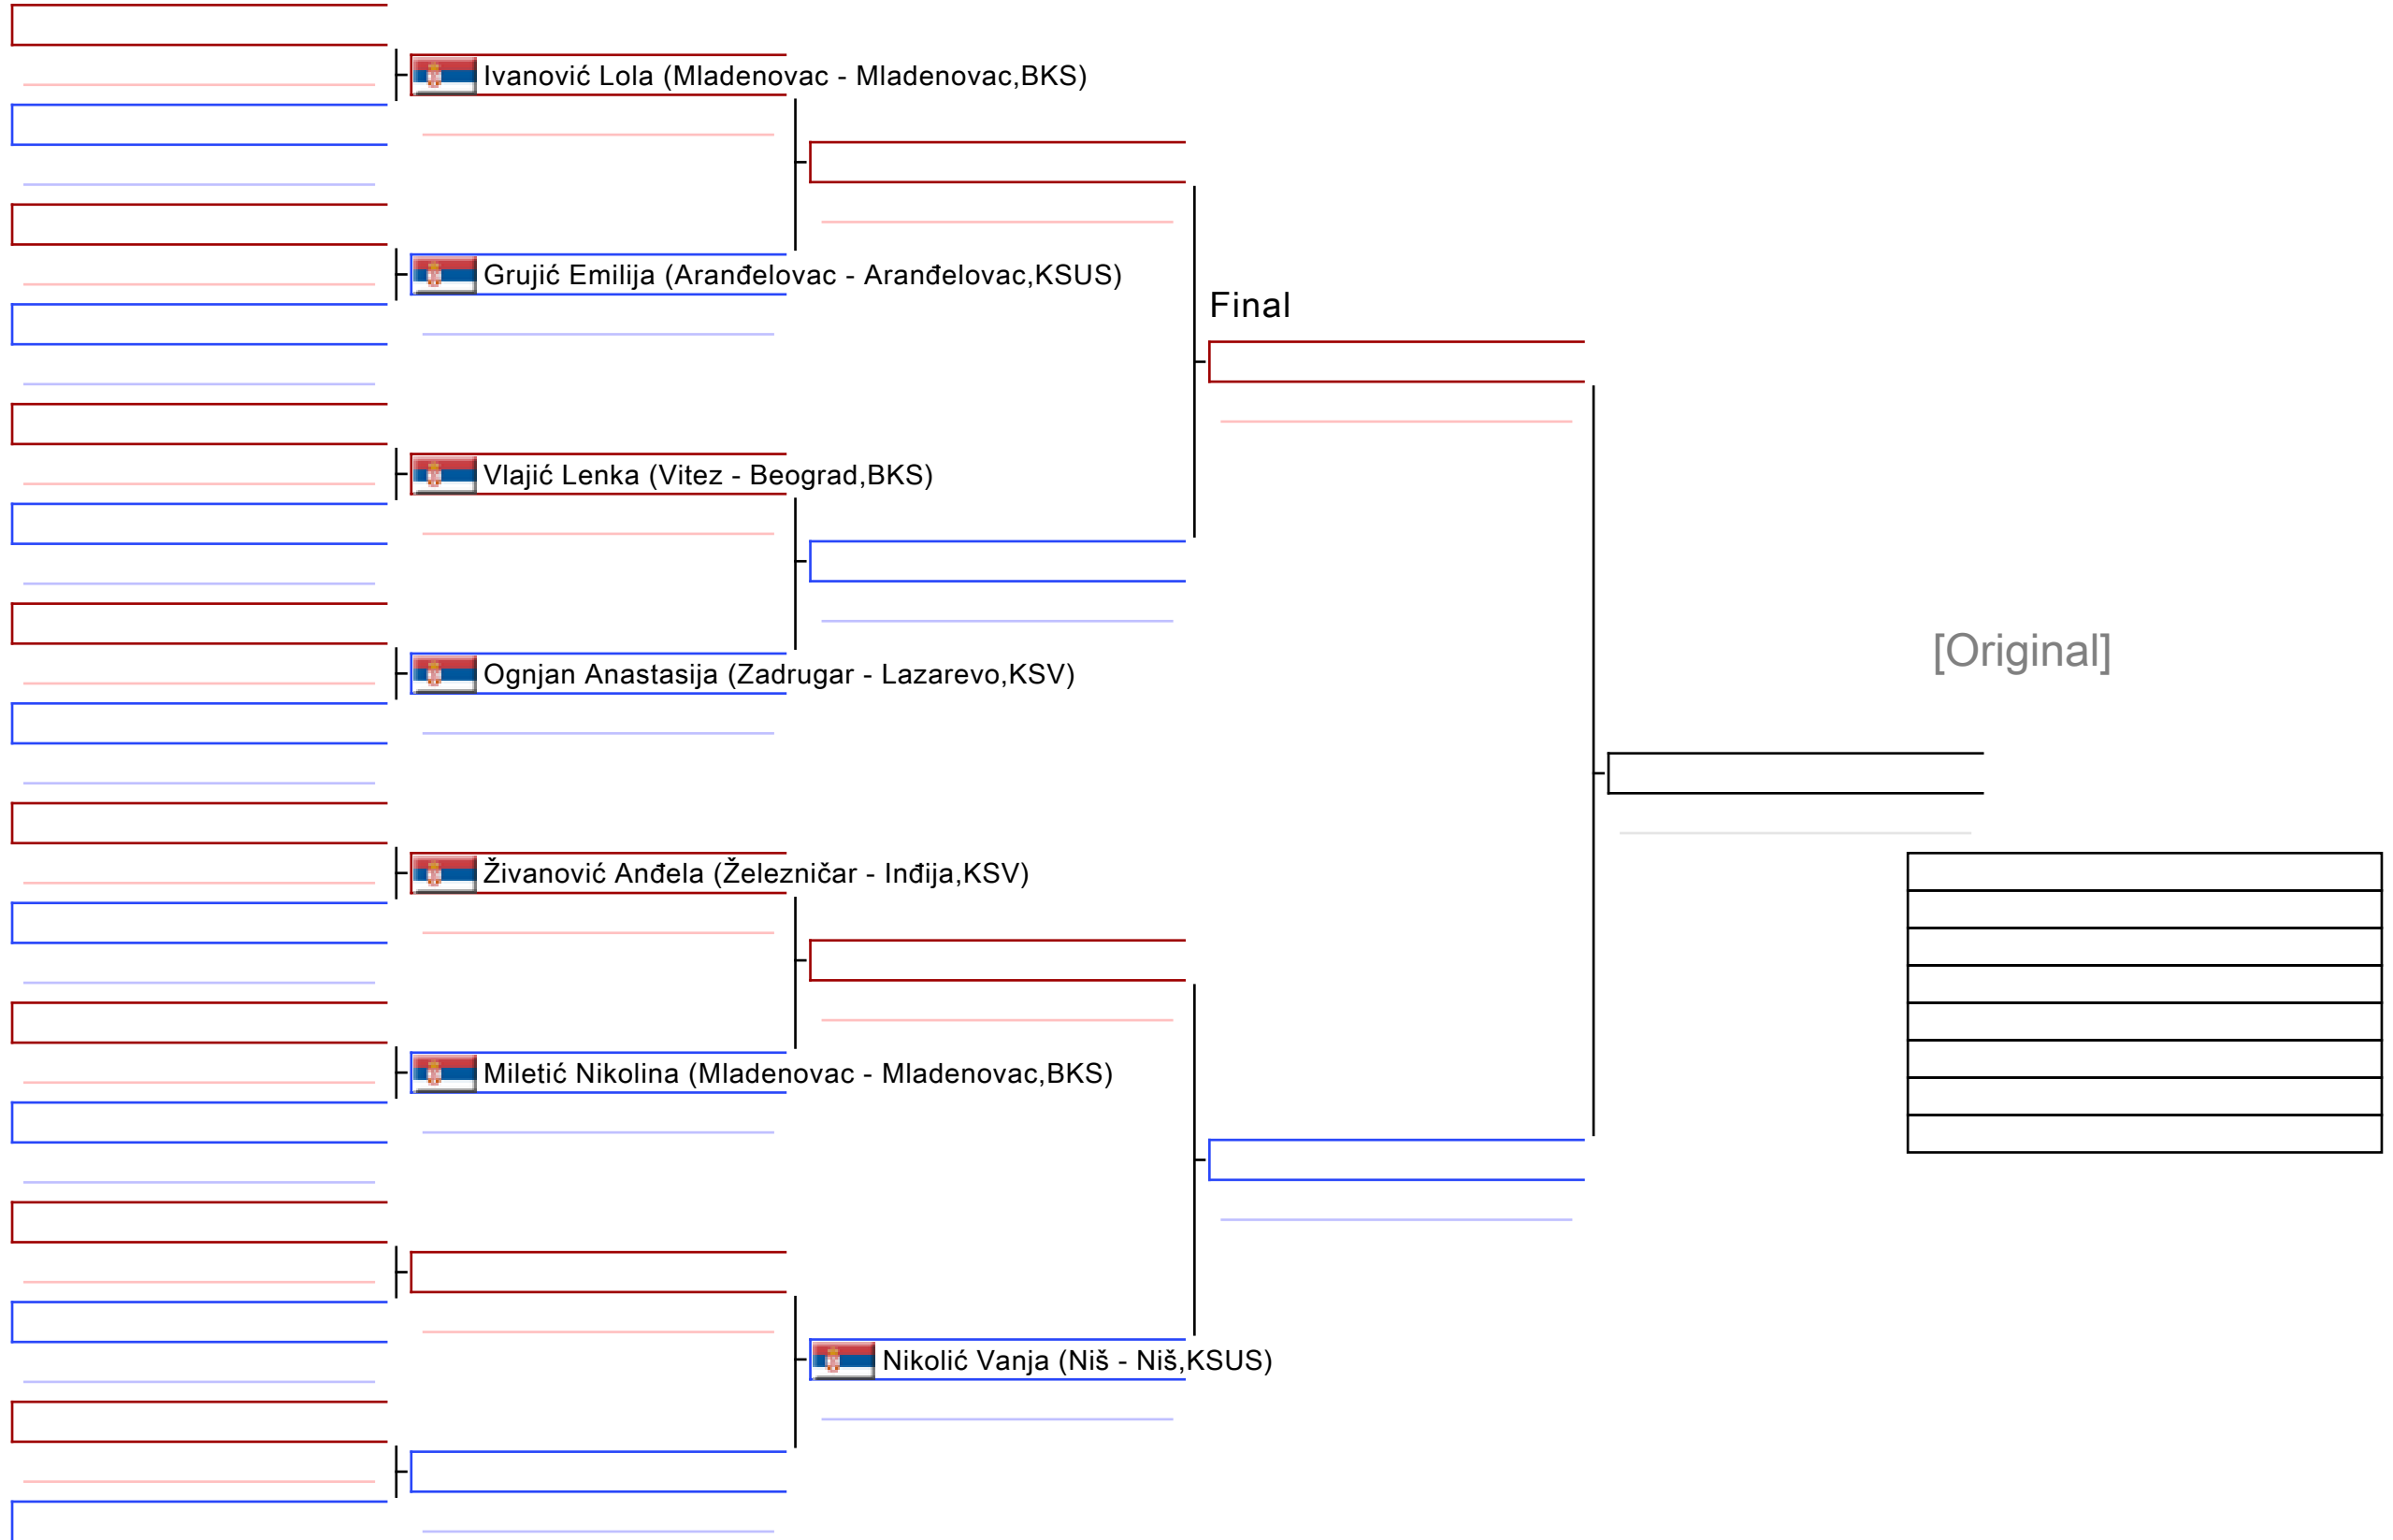 Ivanović Lola (Mladenovac - Mladenovac,BKS)
Grujić Emilija (Aranđelovac - Aranđelovac,KSUS)
Final
Vlajić Lenka (Vitez - Beograd,BKS)
Ognjan Anastasija (Zadrugar - Lazarevo,KSV)
[Original]
Živanović Anđela (Železničar - Inđija,KSV)
Miletić Nikolina (Mladenovac - Mladenovac,BKS)
Nikolić Vanja (Niš - Niš,KSUS)